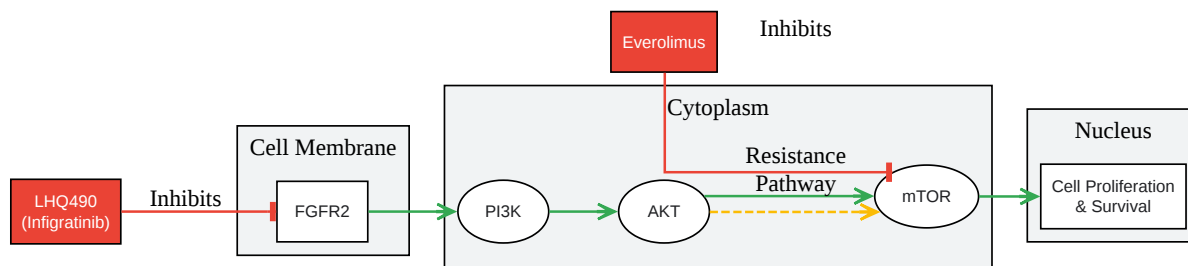 Everolimus
Inhibits
Cytoplasm
Cell Membrane
Nucleus
LHQ490
(Infigratinib)
Inhibits
FGFR2
PI3K
AKT
Resistance
Pathway
mTOR
Cell Proliferation
& Survival